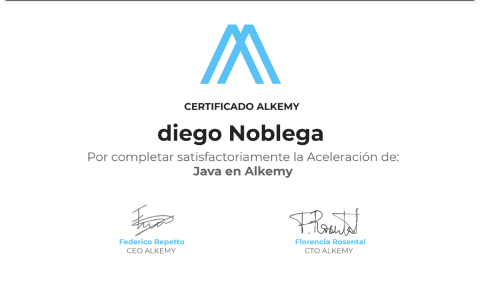 CERTIFICADO ALKEMY
diego Noblega
Por completar satisfactoriamente la Aceleración de:
Java en Alkemy
Federico Repetto
CEO ALKEMY
Florencia Rosental
CTO ALKEMY